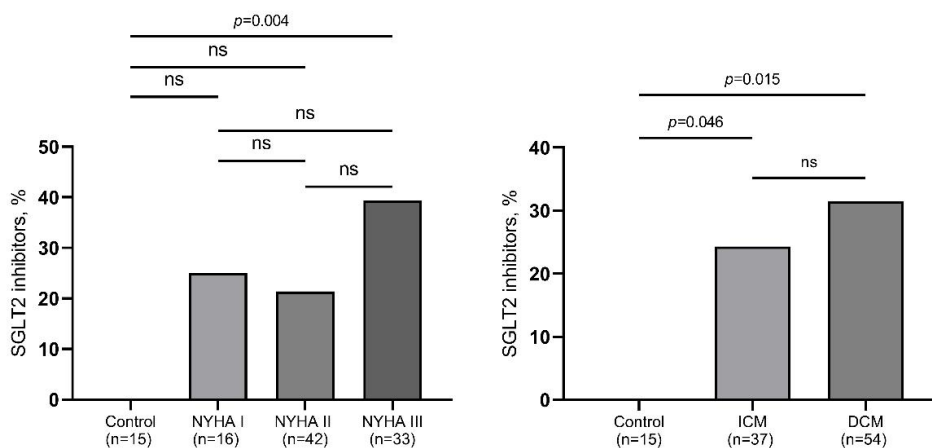 p=0.004
ns
ns
ns
ns
ns
SGLT2 inhibitors, %
50
40
30
20
10
0
Control
(n=15)
NYHA I
(n=16)
NYHA II
(n=42)
NYHA III
(n=33)
p=0.015
p=0.046
ns
SGLT2 inhibitors, %
40
30
20
10
0
Control
(n=15)
ICM
(n=37)
DCM
(n=54)